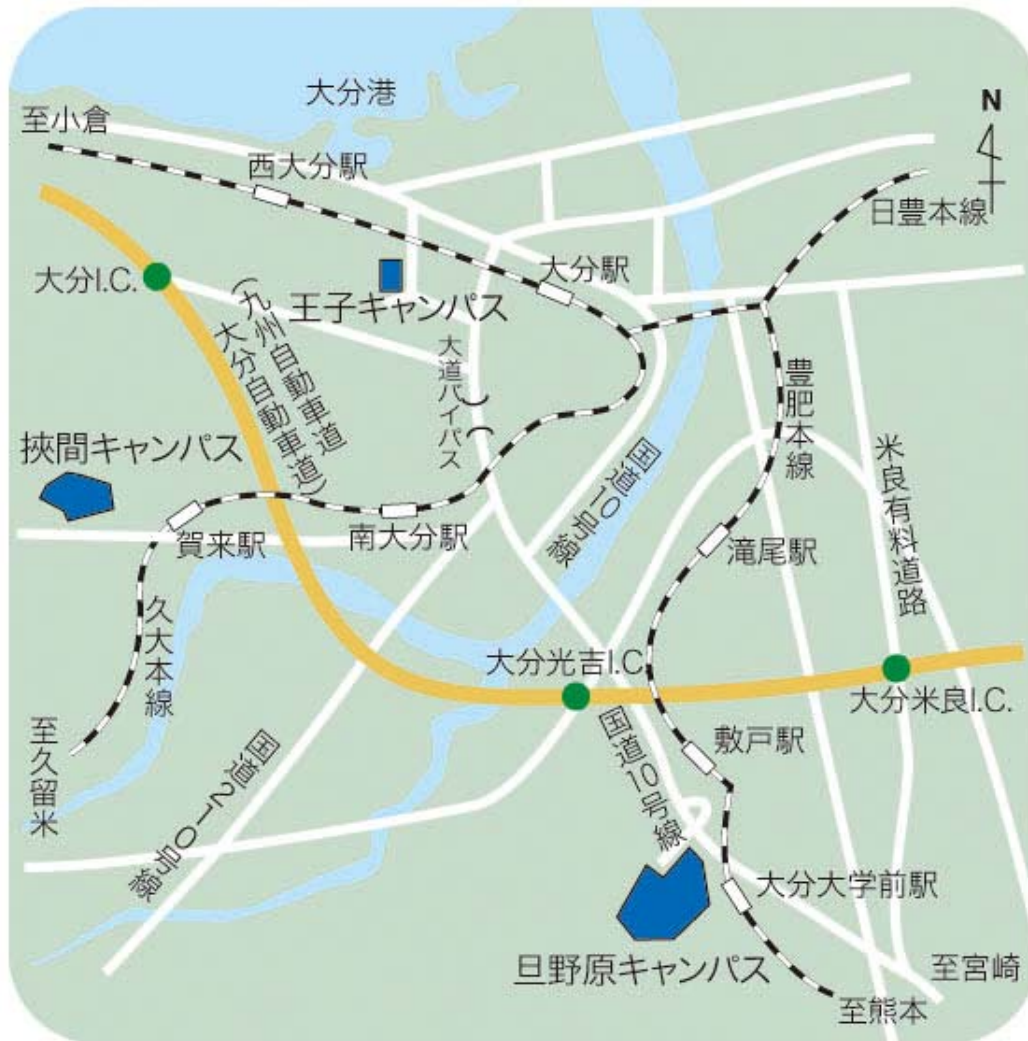 大分港
至小倉
N
西大分駅
日豊本線
大分駅
大分I.C.
王子キャンパス
(九州自動車道
大分自動車道)
大道バイパス
豊肥本線
挾間キャンパス
国道10号線
米良有料道路
賀来駅
南大分駅
滝尾駅
久大本線
大分光吉I.C.
大分米良I.C.
至久留米
国道210号線
国道10号線
敷戸駅
大分大学前駅
旦野原キャンパス
至宮崎
至熊本